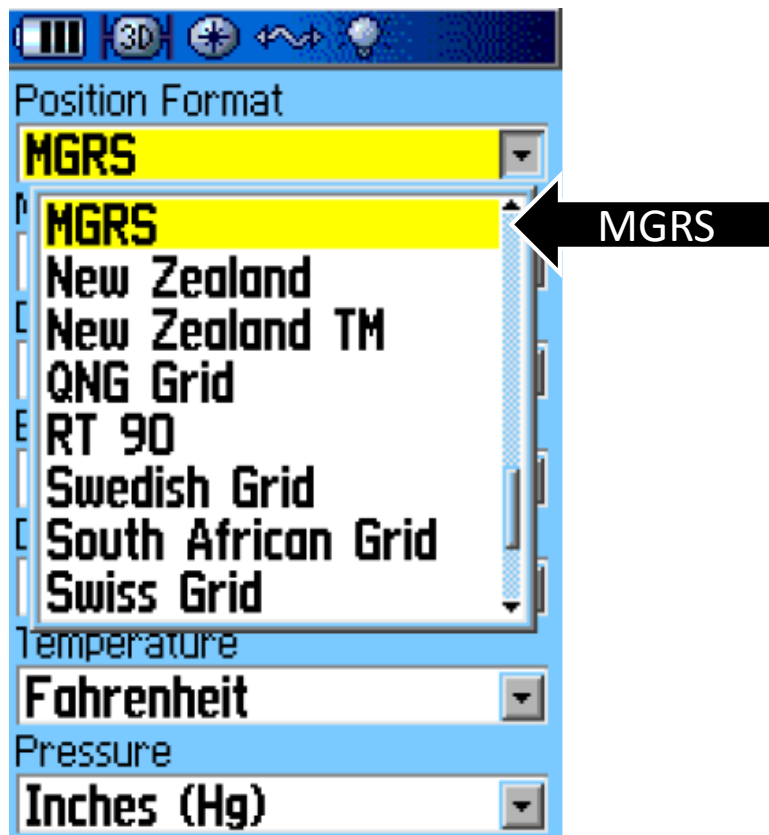 3D
Position Format
MGRS
MGRS
MGRS
New Zealand
New Zealand TM
QNG Grid
RT 90
Swedish Grid
South African Grid
Swiss Grid
Temperature
Fahrenheit
Pressure
Inches (Hg)